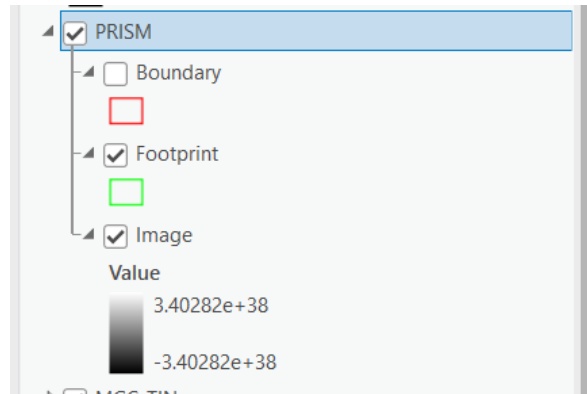 PRISM
Boundary
Footprint
Image
Value
3.40282e+38
-3.40282e+38